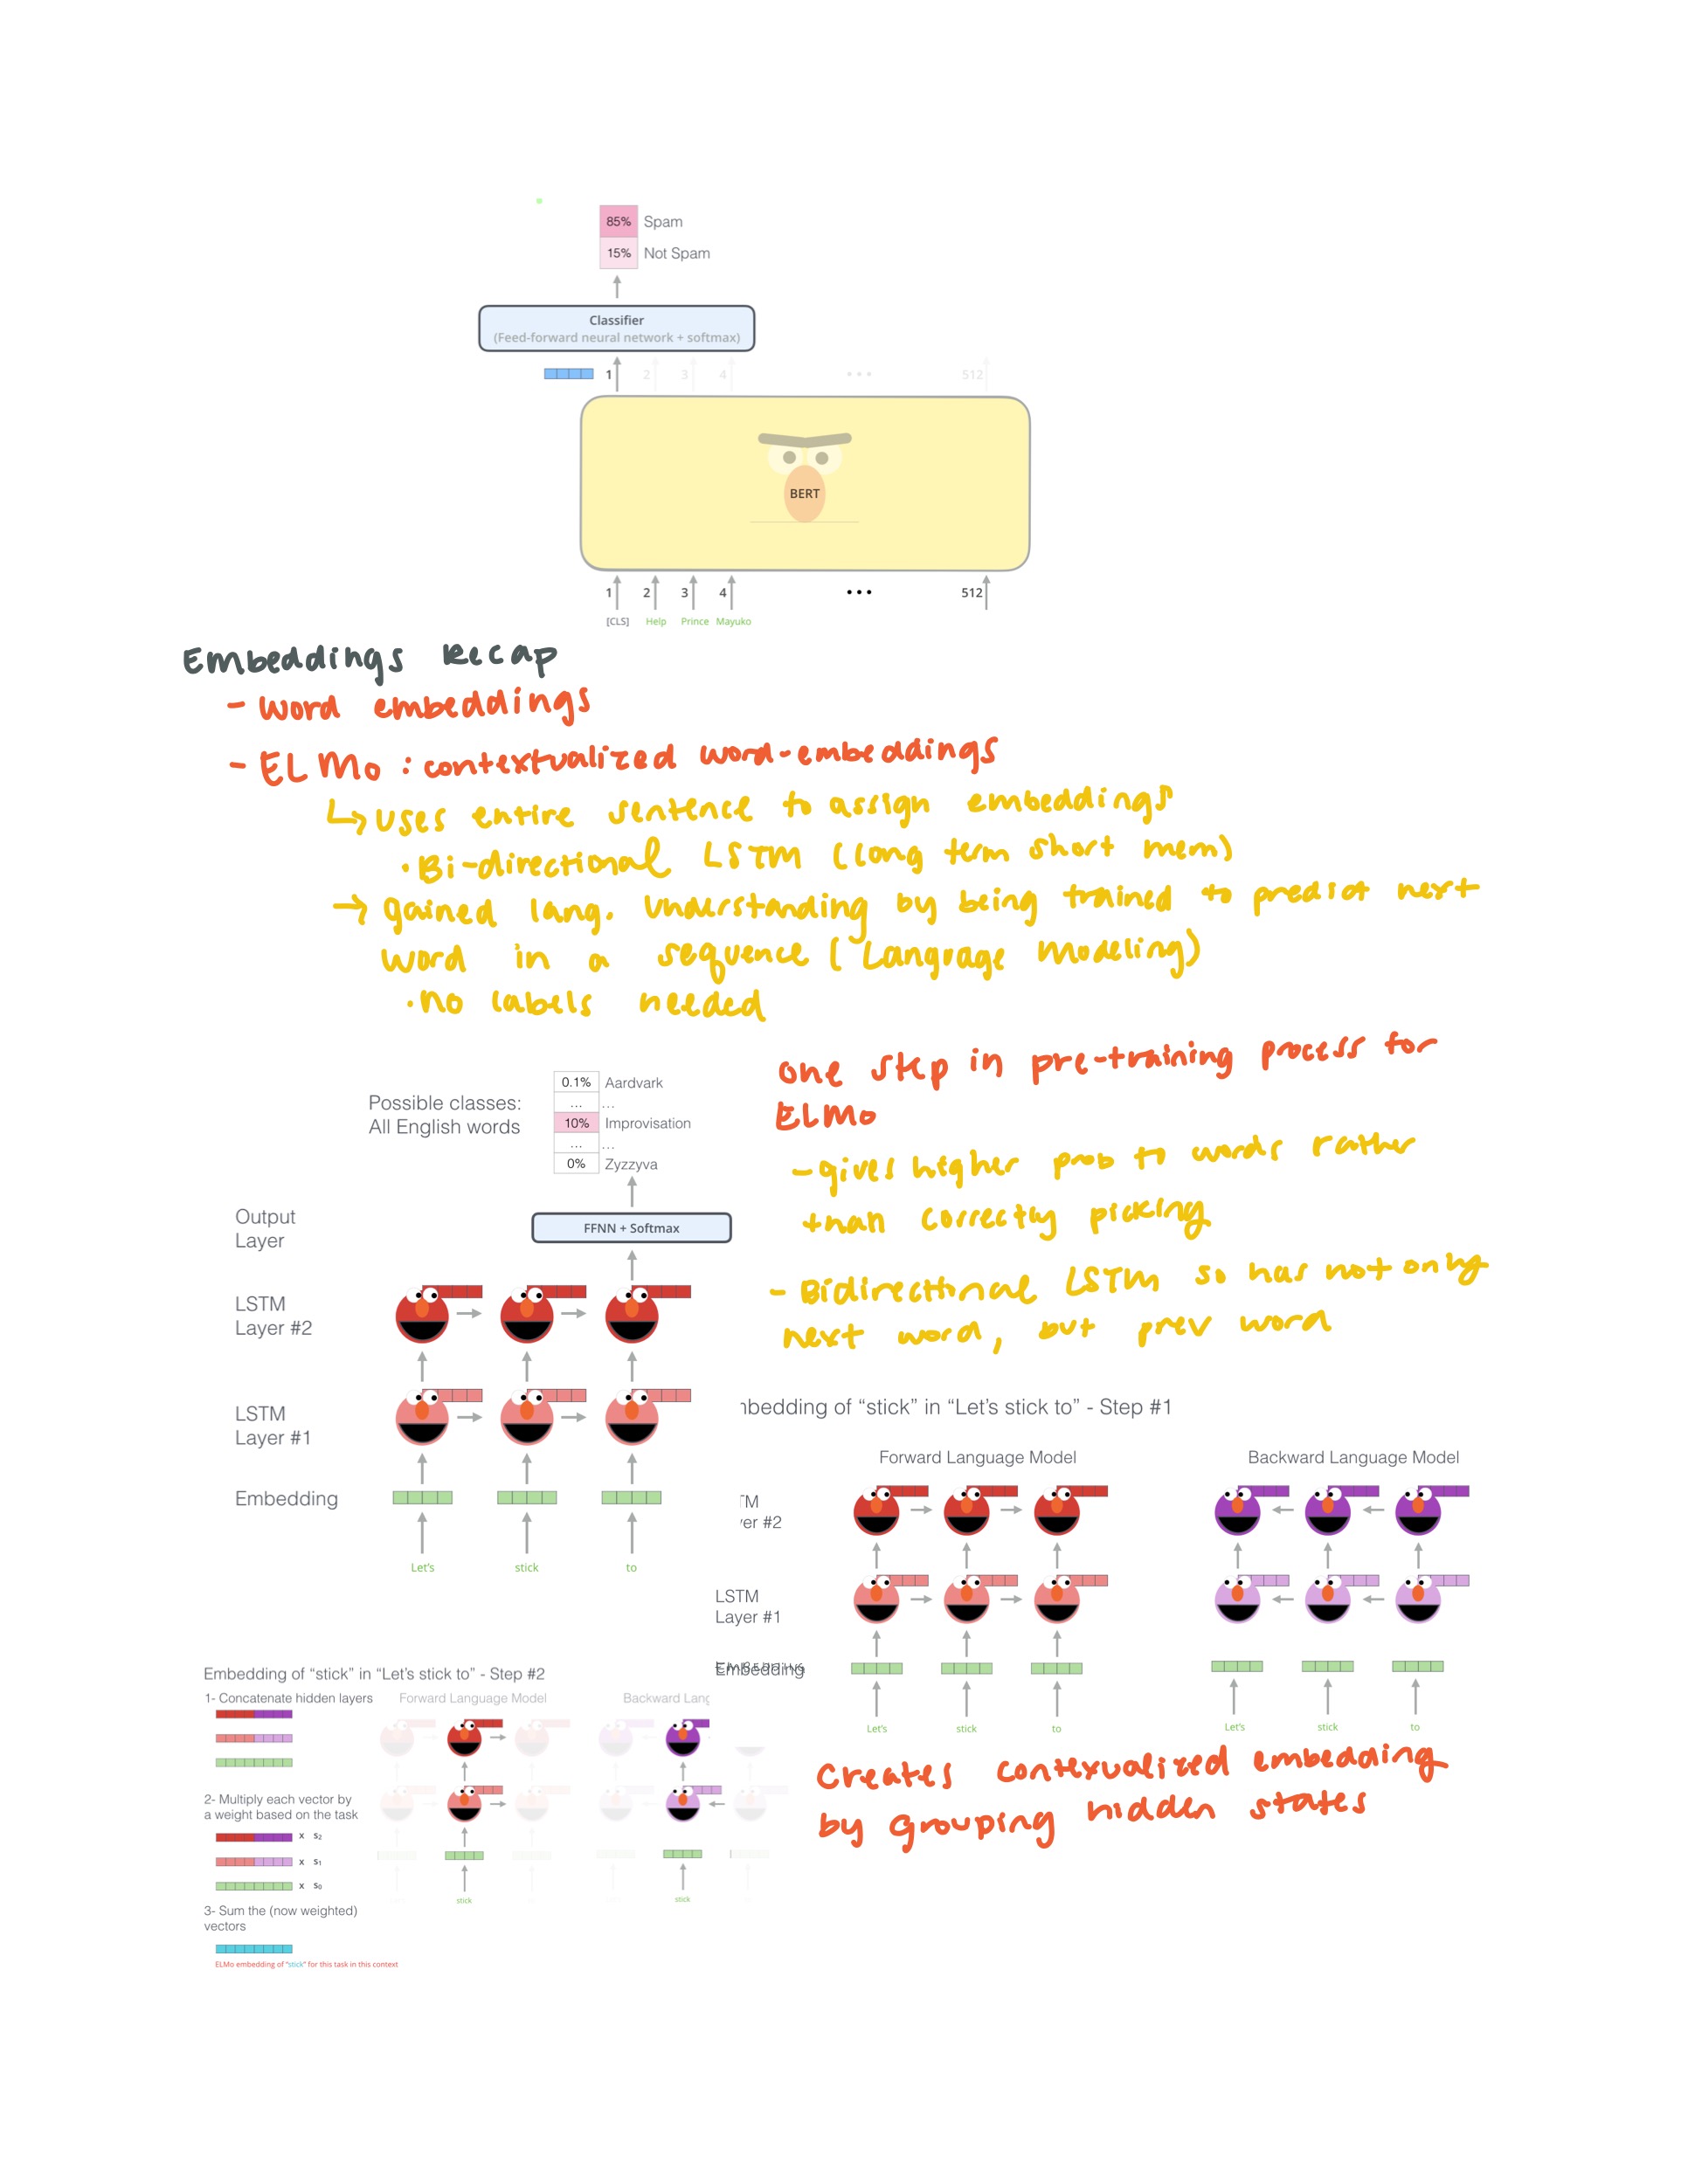 85% Spam
15% Not Spam
Classifier
(Feed-forward neural network + softmax)
1 2 3 4 ••• 512
BERT
1 2 3 4 ••• 512
[CLS] Help Prince Mayuko
Embeddings Recap
- word embeddings
- ELMo : contextualized word-embeddings
↳ uses entire sentence to assign embeddings
· Bi-directional LSTM (long term short mem)
→ gained lang. understanding by being trained to predict next
word in a sequence (Language Modeling)
· no labels needed
one step in pre-training process for
ELMo
- gives higher prob to words rather
than correctly picking
- Bidirectional LSTM so has not only
next word, but prev word
Possible classes:
All English words
0.1% Aardvark
... ...
10% Improvisation
... ...
0% Zyzzyva
Output
Layer
FFNN + Softmax
LSTM
Layer #2
LSTM
Layer #1
Embedding
Let's stick to
nbedding of "stick" in "Let's stick to" - Step #1
Forward Language Model Backward Language Model
TM
yer #2
LSTM
Layer #1
Embedding
Let's stick to Let's stick to
creates contexualized embedding
by grouping hidden states
Embedding of "stick" in "Let's stick to" - Step #2
1- Concatenate hidden layers
Forward Language Model Backward Lang
2- Multiply each vector by
a weight based on the task
x s₂
x s₁
x s₀
stick stick
3- Sum the (now weighted)
vectors
ELMo embedding of "stick" for this task in this context